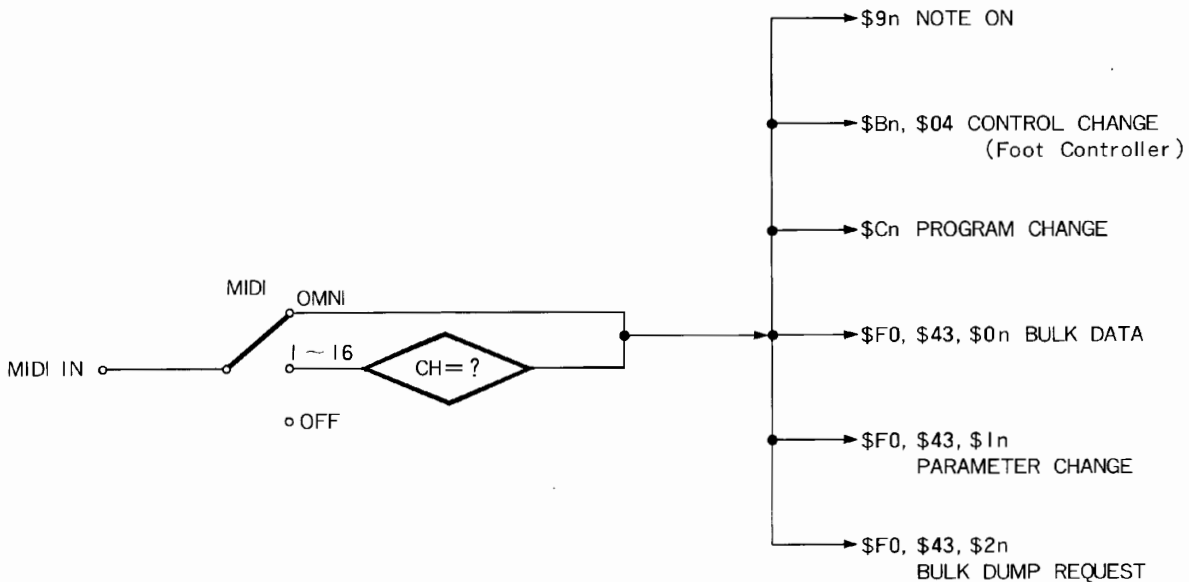 $9n NOTE ON
$Bn, $04 CONTROL CHANGE
(Foot Controller)
$Cn PROGRAM CHANGE
MIDI
OMNI
1 ~ 16
MIDI IN
CH=?
OFF
$F0, $43, $0n BULK DATA
$F0, $43, $1n
PARAMETER CHANGE
$F0, $43, $2n
BULK DUMP REQUEST